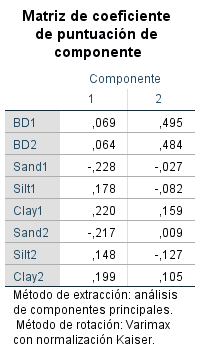 Matriz de coeficiente
de puntuación de
componente
Componente
1 2
BD1 ,069 ,495
BD2 ,064 ,484
Sand1 -,228 -,027
Silt1 ,178 -,082
Clay1 ,220 ,159
Sand2 -,217 ,009
Silt2 ,148 -,127
Clay2 ,199 ,105
Método de extracción: análisis
de componentes principales.
Método de rotación: Varimax
con normalización Kaiser.